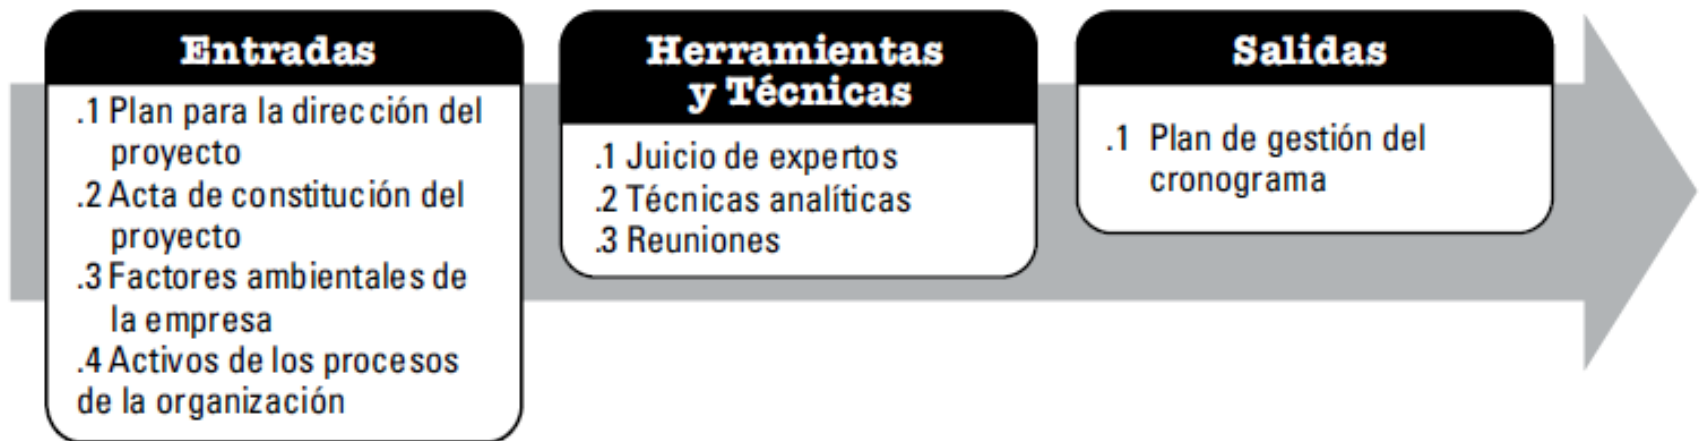 Entradas
.1 Plan para la dirección del
proyecto
.2 Acta de constitución del
proyecto
.3 Factores ambientales de
la empresa
.4 Activos de los procesos
de la organización
Herramientas
y Técnicas
.1 Juicio de expertos
.2 Técnicas analíticas
.3 Reuniones
Salidas
.1 Plan de gestión del
cronograma